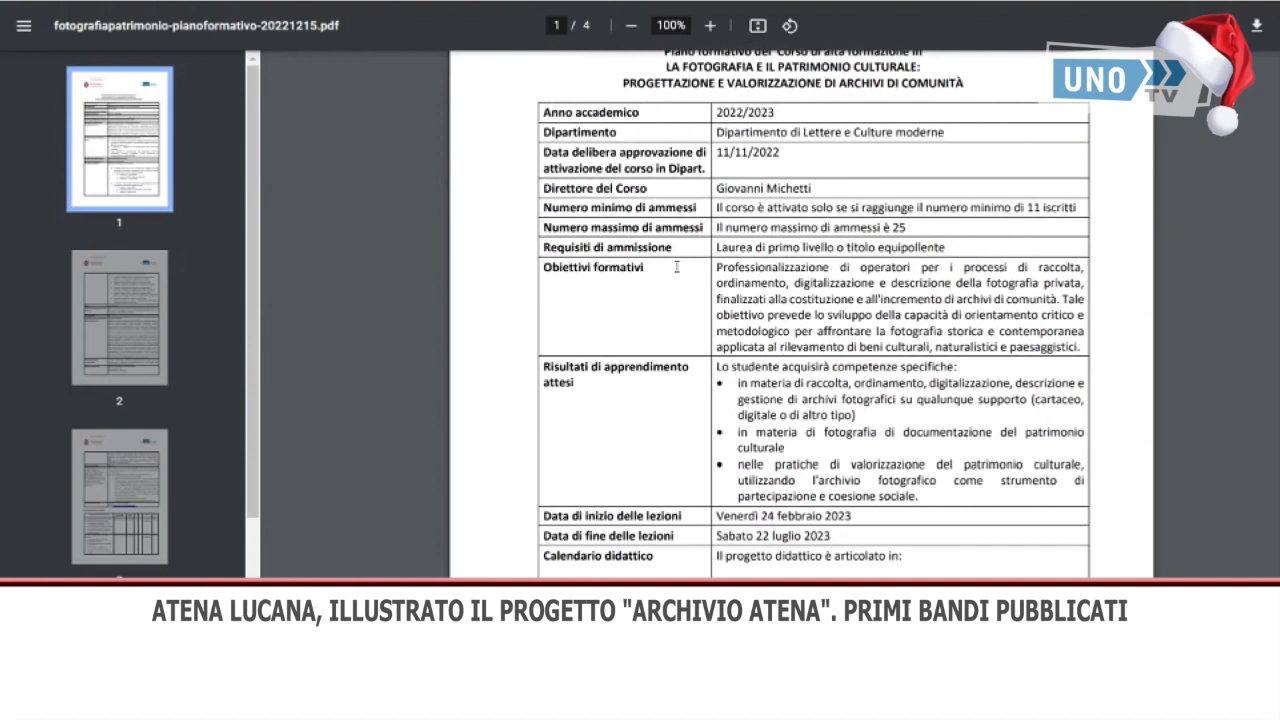 fotografiapatrimonio-pianoformativo-20221215.pdf
1 / 4
100%
Piano formativo del Corso di alta formazione in
LA FOTOGRAFIA E IL PATRIMONIO CULTURALE:
PROGETTAZIONE E VALORIZZAZIONE DI ARCHIVI DI COMUNITÀ
UNO
TV
Anno accademico 2022/2023
Dipartimento Dipartimento di Lettere e Culture moderne
Data delibera approvazione di 11/11/2022
attivazione del corso in Dipart.
Direttore del Corso Giovanni Michetti
Numero minimo di ammessi Il corso è attivato solo se si raggiunge il numero minimo di 11 iscritti
Numero massimo di ammessi Il numero massimo di ammessi è 25
Requisiti di ammissione Laurea di primo livello o titolo equipollente
Obiettivi formativi Professionalizzazione di operatori per i processi di raccolta,
ordinamento, digitalizzazione e descrizione della fotografia privata,
finalizzati alla costituzione e all'incremento di archivi di comunità. Tale
obiettivo prevede lo sviluppo della capacità di orientamento critico e
metodologico per affrontare la fotografia storica e contemporanea
applicata al rilevamento di beni culturali, naturalistici e paesaggistici.
Risultati di apprendimento Lo studente acquisirà competenze specifiche:
attesi
• in materia di raccolta, ordinamento, digitalizzazione, descrizione e
gestione di archivi fotografici su qualunque supporto (cartaceo,
digitale o di altro tipo)
• in materia di fotografia di documentazione del patrimonio
culturale
• nelle pratiche di valorizzazione del patrimonio culturale,
utilizzando l'archivio fotografico come strumento di
partecipazione e coesione sociale.
Data di inizio delle lezioni Venerdì 24 febbraio 2023
Data di fine delle lezioni Sabato 22 luglio 2023
Calendario didattico Il progetto didattico è articolato in:
1
2
ATENA LUCANA, ILLUSTRATO IL PROGETTO "ARCHIVIO ATENA". PRIMI BANDI PUBBLICATI